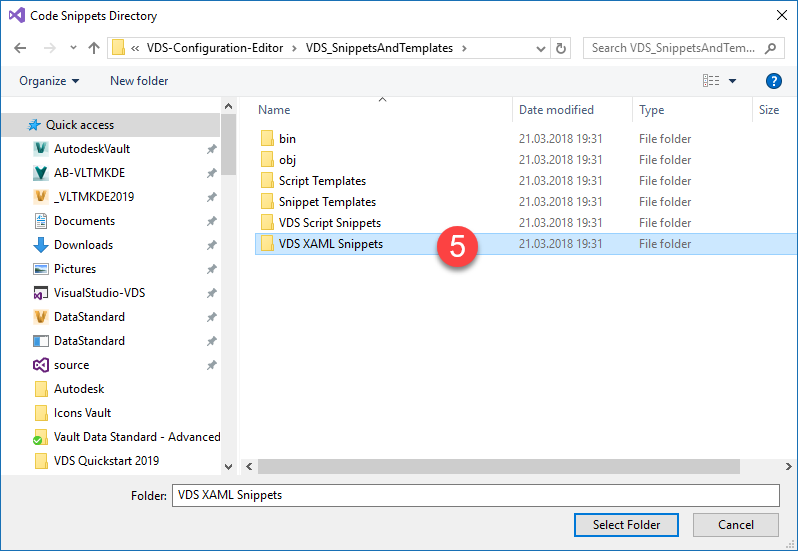 Code Snippets Directory
« VDS-Configuration-Editor > VDS_SnippetsAndTemplates >
Search VDS_SnippetsAndTem...
Organize New folder
Name Date modified Type Size
Quick access
AutodeskVault
AB-VLTMKDE
_VLTMKDE2019
Documents
Downloads
Pictures
VisualStudio-VDS
DataStandard
DataStandard
source
Autodesk
Icons Vault
Vault Data Standard - Advanced
VDS Quickstart 2019
bin 21.03.2018 19:31 File folder
obj 21.03.2018 19:31 File folder
Script Templates 21.03.2018 19:31 File folder
Snippet Templates 21.03.2018 19:31 File folder
VDS Script Snippets 21.03.2018 19:31 File folder
VDS XAML Snippets 5 21.03.2018 19:31 File folder
Folder: VDS XAML Snippets
Select Folder Cancel